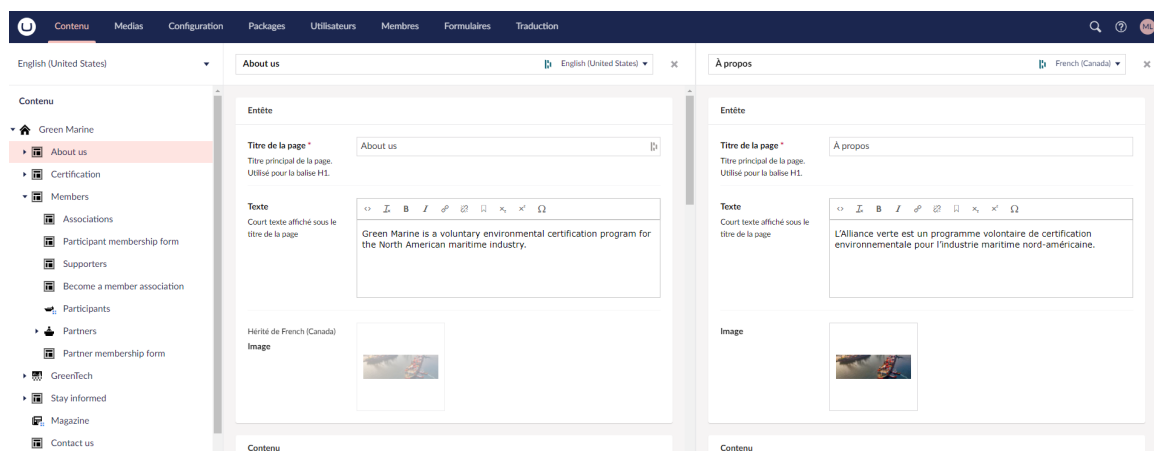 Contenu Medias Configuration Packages Utilisateurs Membres Formulaires Traduction ML
English (United States)
Contenu
Green Marine
About us
Certification
Members
Associations
Participant membership form
Supporters
Become a member association
Participants
Partners
Partner membership form
GreenTech
Stay informed
Magazine
Contact us
About us English (United States)
Entête
Titre de la page *
Titre principal de la page.
Utilisé pour la balise H1.
About us
Texte
Court texte affiché sous le
titre de la page
Green Marine is a voluntary environmental certification program for
the North American maritime industry.
Hérité de French (Canada)
Image
Contenu
À propos French (Canada)
Entête
Titre de la page *
Titre principal de la page.
Utilisé pour la balise H1.
À propos
Texte
Court texte affiché sous le
titre de la page
L'Alliance verte est un programme volontaire de certification
environnementale pour l'industrie maritime nord-américaine.
Image
Contenu